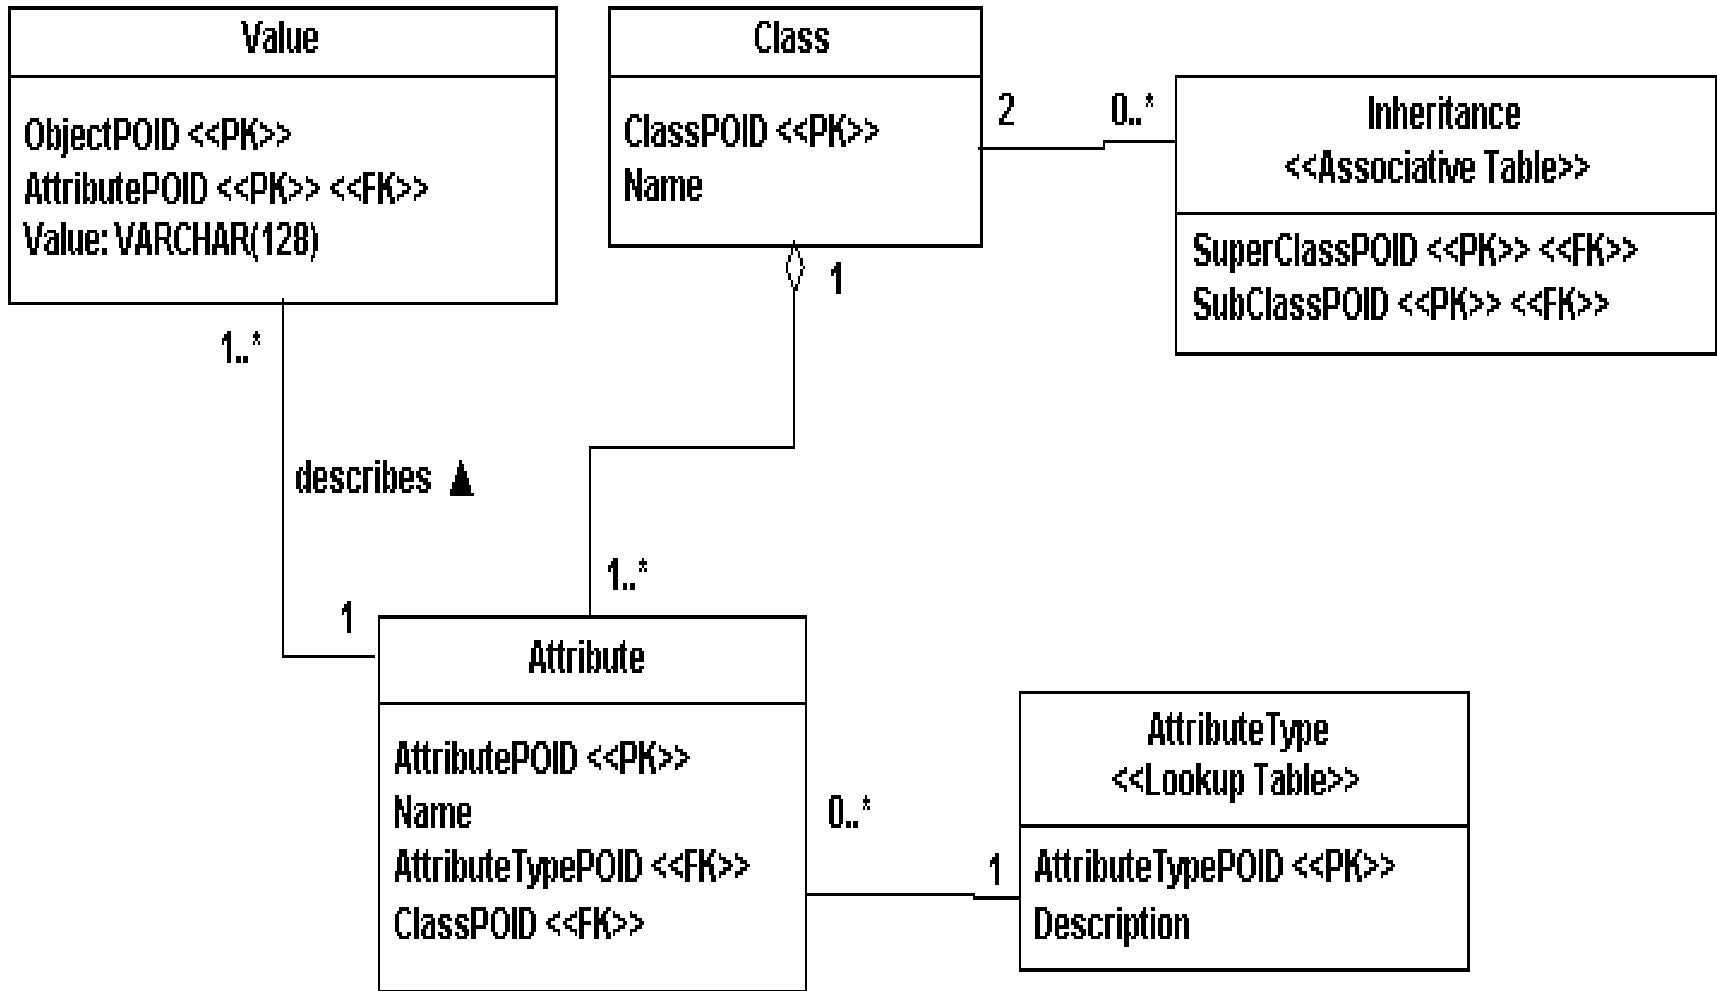 Value
ObjectPOID <<PK>>
AttributePOID <<PK>> <<FK>>
Value: VARCHAR(128)
Class
ClassPOID <<PK>>
Name
2
0..*
Inheritance
<<Associative Table>>
SuperClassPOID <<PK>> <<FK>>
SubClassPOID <<PK>> <<FK>>
1
1..*
describes ▲
1..*
1
Attribute
AttributePOID <<PK>>
Name
AttributeTypePOID <<FK>>
ClassPOID <<FK>>
0..*
1
AttributeType
<<Lookup Table>>
AttributeTypePOID <<PK>>
Description